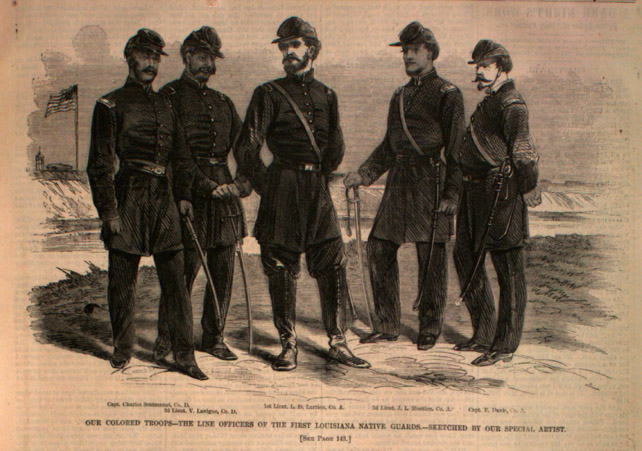 Capt. Charles Sentmanat, Co. D.
2d Lieut. V. Lavigne, Co. D.
1st Lieut. L. D. Larrieu, Co. A.
2d Lieut. J. L. Montieu, Co. A.
Capt. E. Davis, Co. A.
OUR COLORED TROOPS—THE LINE OFFICERS OF THE FIRST LOUISIANA NATIVE GUARDS.—SKETCHED BY OUR SPECIAL ARTIST.
[SEE PAGE 143.]